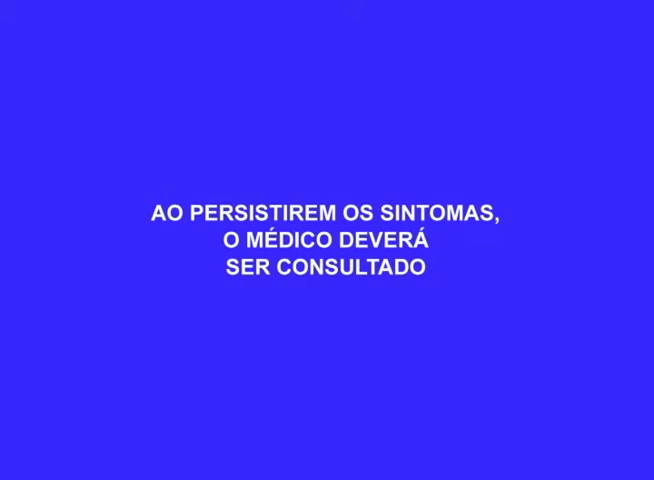 AO PERSISTIREM OS SINTOMAS,
O MÉDICO DEVERÁ
SER CONSULTADO